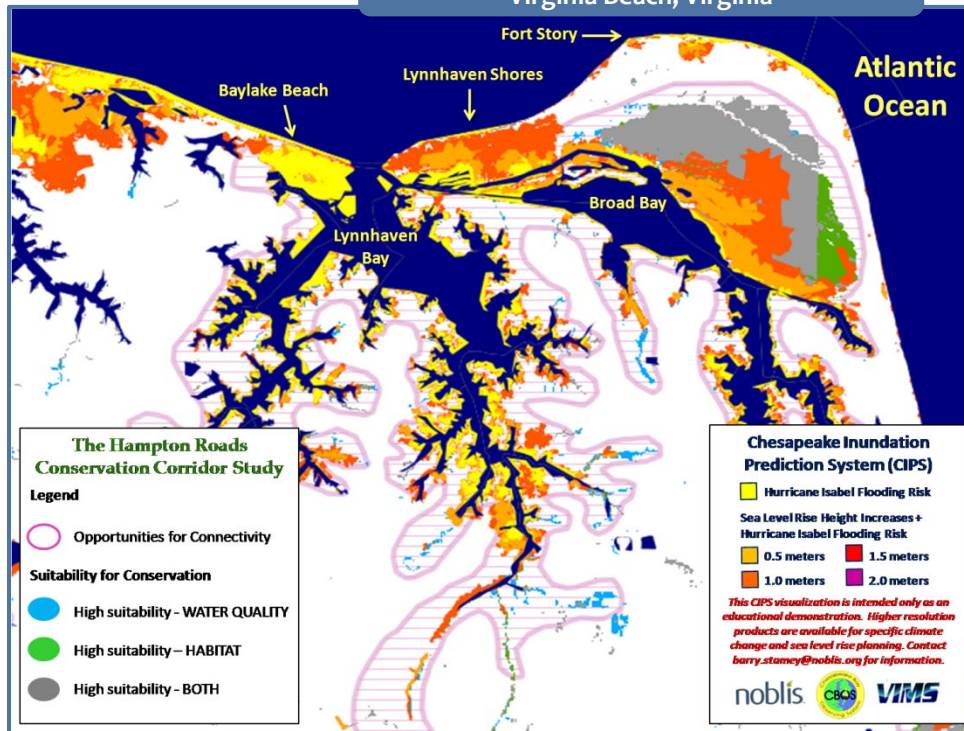 Virginia Beach, Virginia
Fort Story
Lynnhaven Shores
Atlantic
Ocean
Baylake Beach
Broad Bay
Lynnhaven
Bay
The Hampton Roads
Conservation Corridor Study
Legend
Opportunities for Connectivity
Suitability for Conservation
High suitability - WATER QUALITY
High suitability – HABITAT
High suitability - BOTH
Chesapeake Inundation
Prediction System (CIPS)
Hurricane Isabel Flooding Risk
Sea Level Rise Height Increases +
Hurricane Isabel Flooding Risk
0.5 meters
1.5 meters
1.0 meters
2.0 meters
This CIPS visualization is intended only as an
educational demonstration. Higher resolution
products are available for specific climate
change and sea level rise planning. Contact
barry.stamey@noblis.org for information.
noblis
CBOS
VIMS